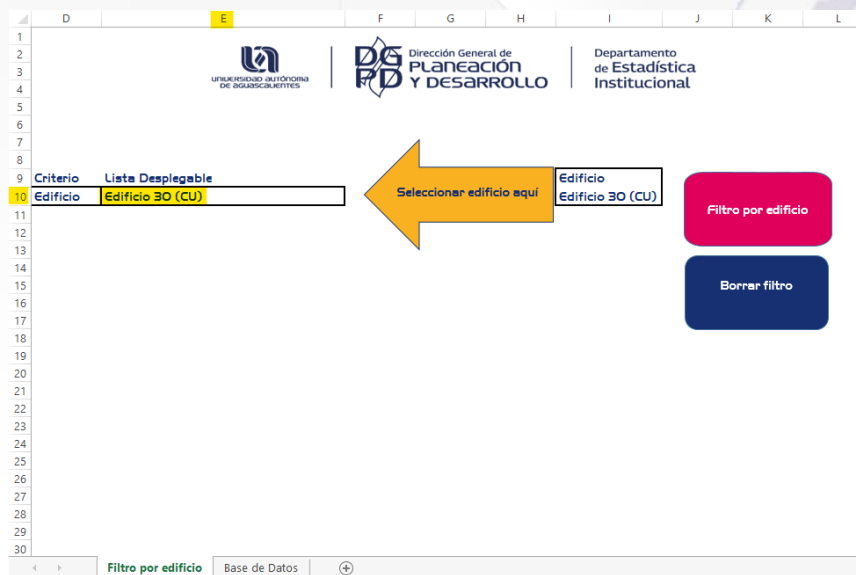 D E F G H I J K L
1
2
3
4
5
6
7
8
9
10
11
12
13
14
15
16
17
18
19
20
21
22
23
24
25
26
27
28
29
30
UNIVERSIDAD AUTÓNOMA
DE AGUASCALIENTES
DG
PD
Dirección General de
PLANEACIÓN
Y DESARROLLO
Departamento
de Estadística
Institucional
Criterio Lista Desplegable
Edificio Edificio 30 (CU)
Seleccionar edificio aquí
Edificio
Edificio 30 (CU)
Filtro por edificio
Borrar filtro
Filtro por edificio Base de Datos